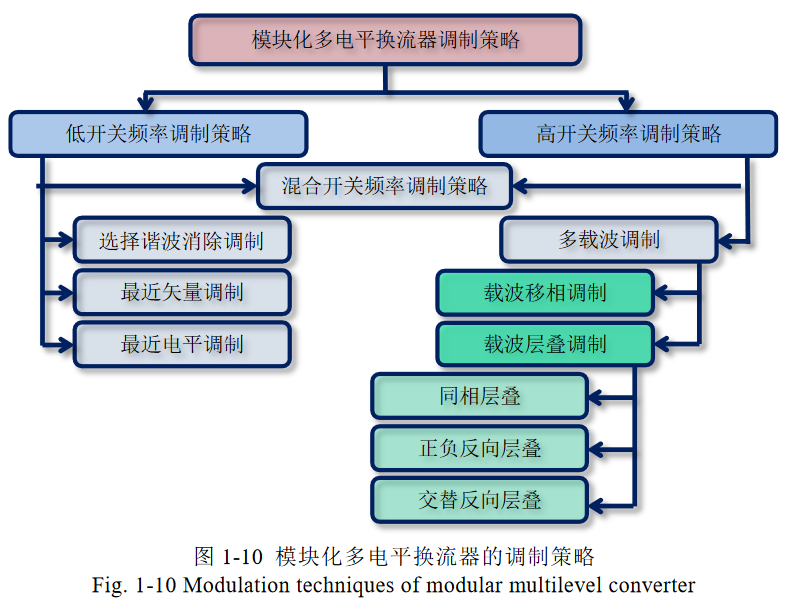 模块化多电平换流器调制策略
低开关频率调制策略
高开关频率调制策略
混合开关频率调制策略
选择谐波消除调制
多载波调制
最近矢量调制
载波移相调制
最近电平调制
载波层叠调制
同相层叠
正负反向层叠
交替反向层叠
图 1-10 模块化多电平换流器的调制策略
Fig. 1-10 Modulation techniques of modular multilevel converter